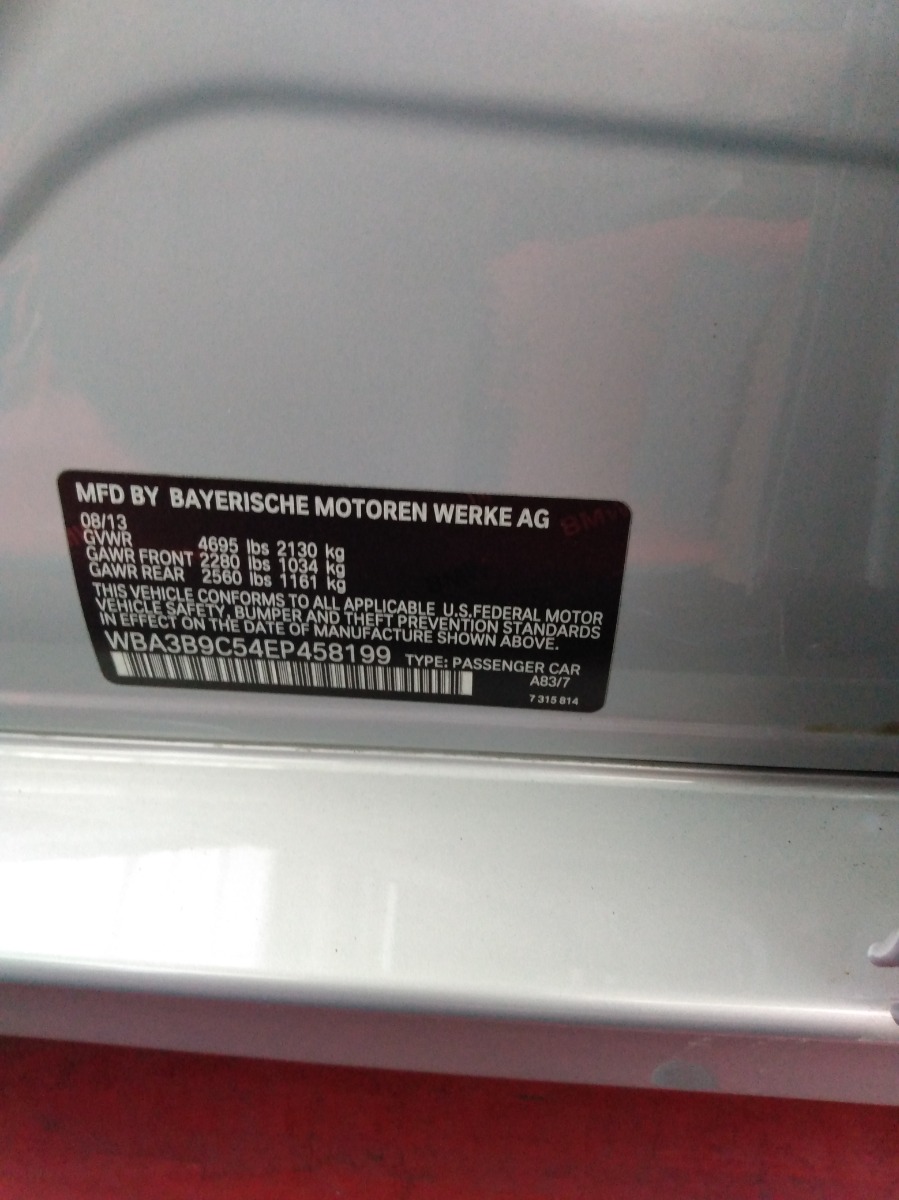 MFD BY BAYERISCHE MOTOREN WERKE AG
08/13
GVWR 4695 lbs 2130 kg
GAWR FRONT 2280 lbs 1034 kg
GAWR REAR 2560 lbs 1161 kg
THIS VEHICLE CONFORMS TO ALL APPLICABLE U.S.FEDERAL MOTOR
VEHICLE SAFETY, BUMPER AND THEFT PREVENTION STANDARDS
IN EFFECT ON THE DATE OF MANUFACTURE SHOWN ABOVE.
WBA3B9C54EP458199 TYPE: PASSENGER CAR
A83/7
7 315 814
BMW